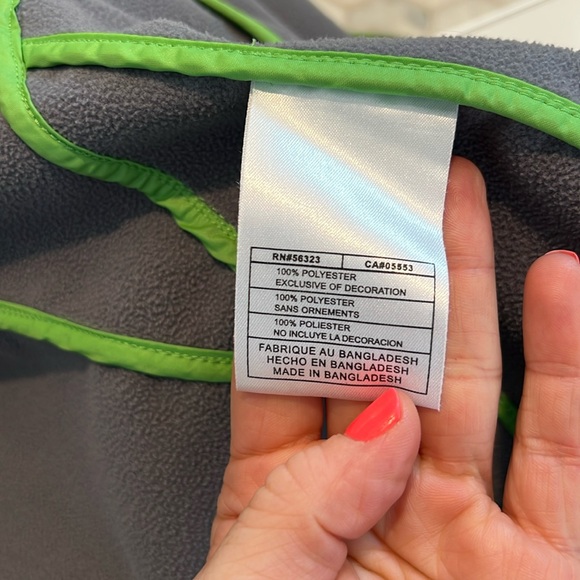 RN#56323 CA#05553
100% POLYESTER
EXCLUSIVE OF DECORATION
100% POLYESTER
SANS ORNEMENTS
100% POLIESTER
NO INCLUYE LA DECORACION
FABRIQUE AU BANGLADESH
HECHO EN BANGLADESH
MADE IN BANGLADESH